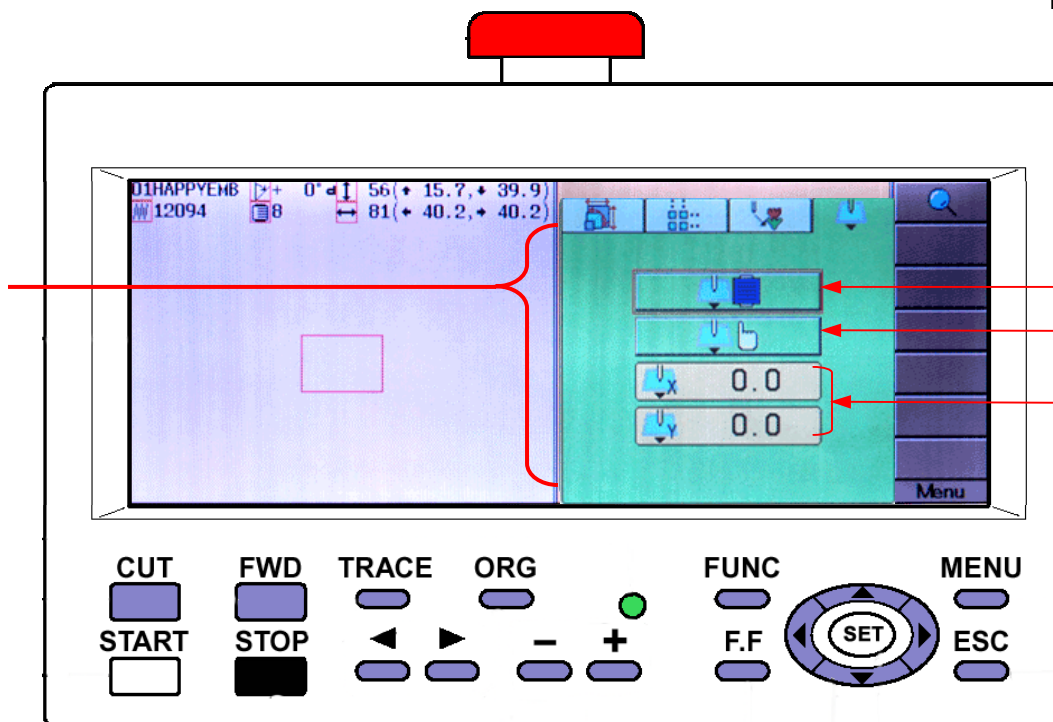 01HAPPYEMB + 0° d 56(↑ 15.7,↓ 39.9)
12094 8 ↔ 81(← 40.2,→ 40.2)
X 0.0
Y 0.0
Menu
CUT FWD TRACE ORG FUNC MENU
START STOP ◀ ▶ − + F.F SET ESC